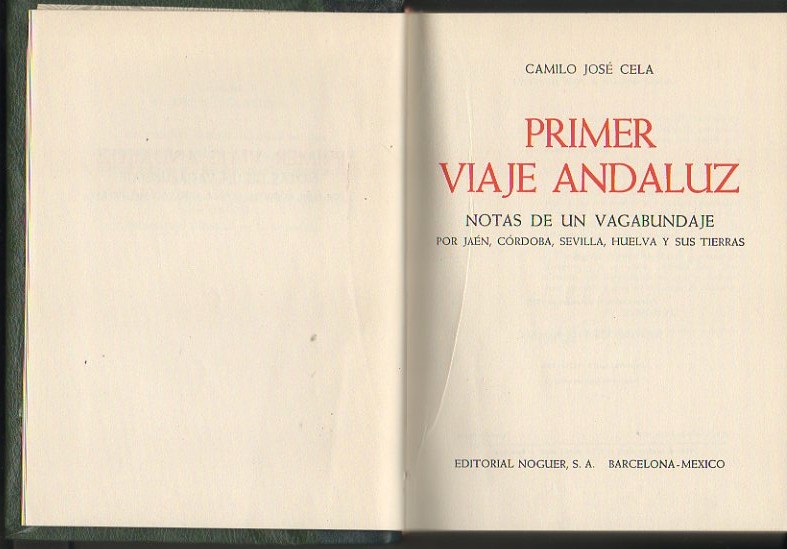 CAMILO JOSÉ CELA
PRIMER
VIAJE ANDALUZ
NOTAS DE UN VAGABUNDAJE
POR JAÉN, CÓRDOBA, SEVILLA, HUELVA Y SUS TIERRAS
EDITORIAL NOGUER, S. A. BARCELONA-MEXICO